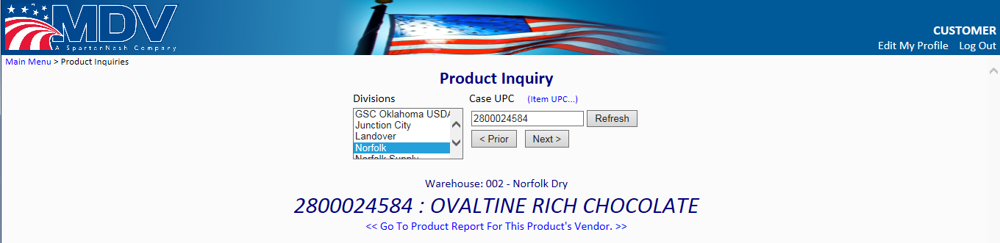 MDV
A SpartanNash Company
CUSTOMER
Edit My Profile Log Out
Main Menu > Product Inquiries
Product Inquiry
Divisions Case UPC (Item UPC...)
GSC Oklahoma USDA
Junction City
Landover
Norfolk
Norfolk Supply
2800024584 Refresh
< Prior Next >
Warehouse: 002 - Norfolk Dry
2800024584 : OVALTINE RICH CHOCOLATE
<< Go To Product Report For This Product's Vendor. >>